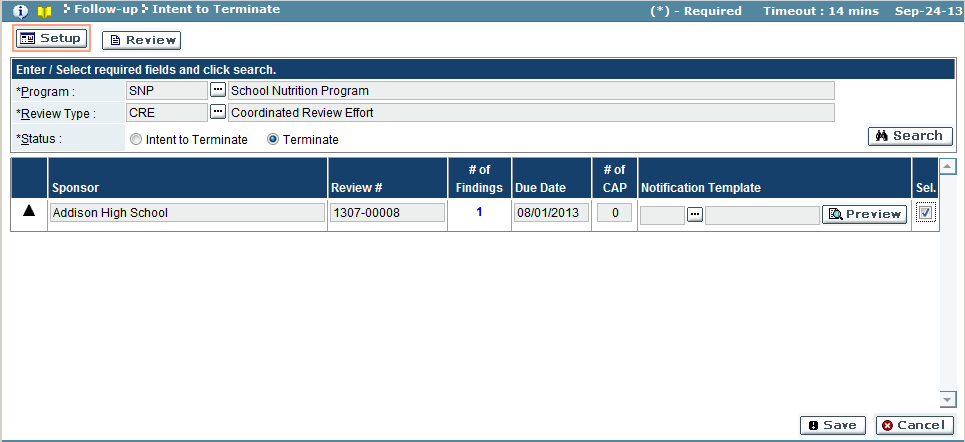 Follow-up Intent to Terminate (*) - Required Timeout : 14 mins Sep-24-13
Setup Review
Enter / Select required fields and click search.
*Program : SNP ... School Nutrition Program
*Review Type : CRE ... Coordinated Review Effort
*Status : Intent to Terminate Terminate Search
Sponsor Review # # of Findings Due Date # of CAP Notification Template Sel.
Addison High School 1307-00008 1 08/01/2013 0 ... Preview
Save Cancel